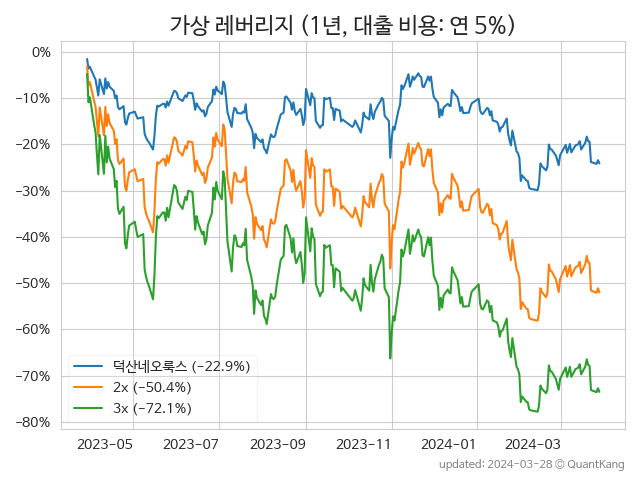 가상 레버리지 (1년, 대출 비용: 연 5%)
0%
−10%
−20%
−30%
−40%
−50%
−60%
−70%
−80%
덕산네오룩스 (−22.9%)
2x (−50.4%)
3x (−72.1%)
2023-05 2023-07 2023-09 2023-11 2024-01 2024-03
updated: 2024-03-28 © QuantKang